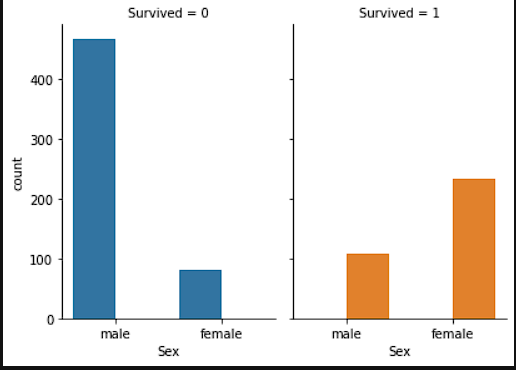 Survived = 0
Survived = 1
count
400
300
200
100
0
male
female
male
female
Sex
Sex